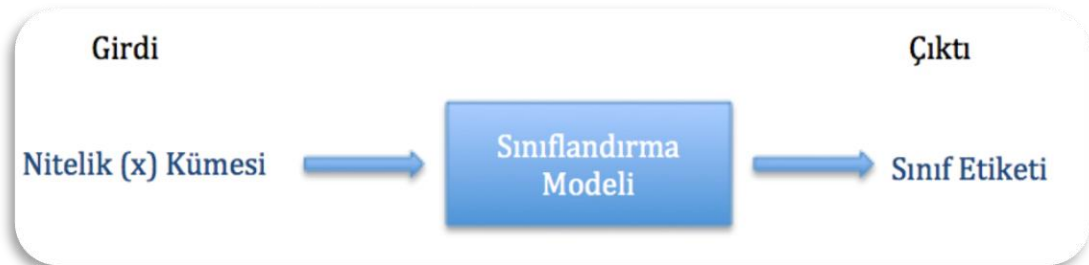 Girdi
Çıktı
Nitelik (x) Kümesi
Sınıflandırma
Modeli
Sınıf Etiketi